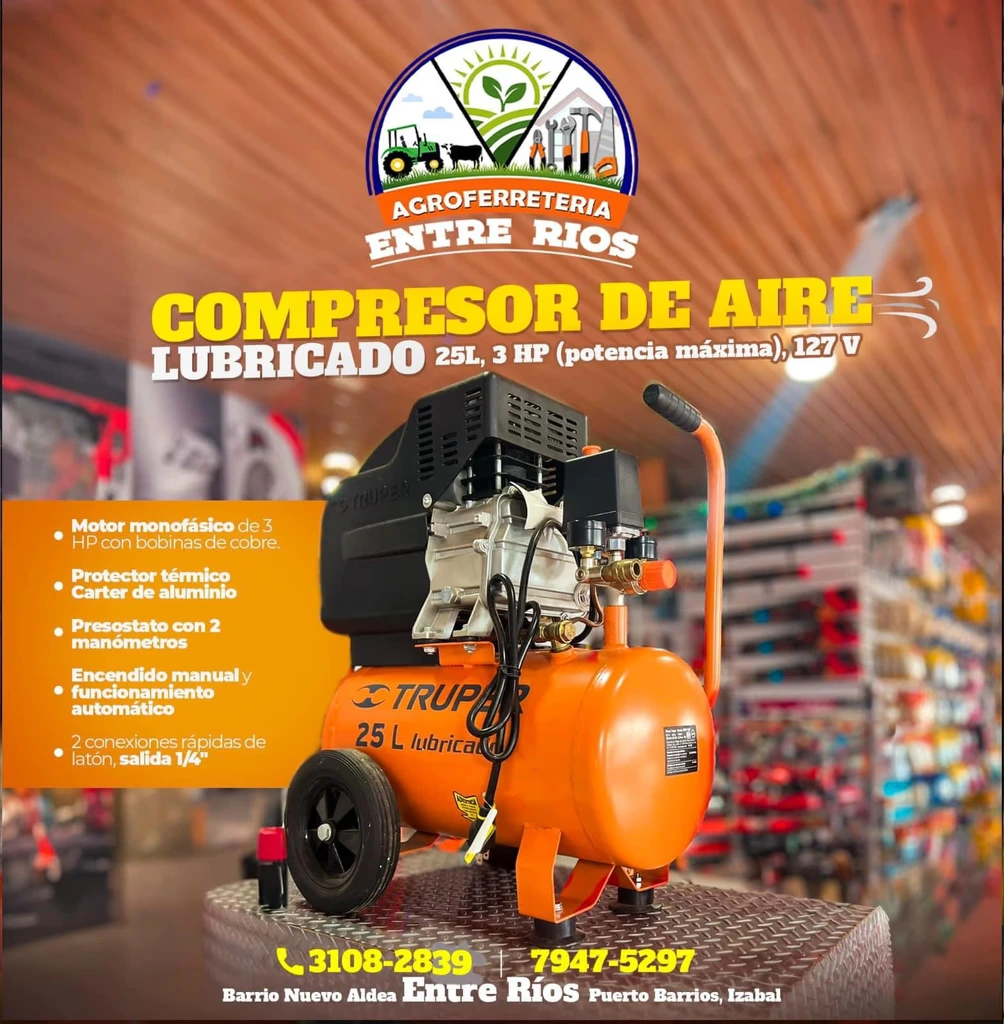 AGROFERRETERIA
ENTRE RIOS
COMPRESOR DE AIRE
LUBRICADO 25L, 3 HP (potencia máxima), 127 V
TRUPER
• Motor monofásico de 3
HP con bobinas de cobre.
• Protector térmico
Carter de aluminio
• Presostato con 2
manómetros
• Encendido manual y
funcionamiento
automático
• 2 conexiones rápidas de
latón, salida 1/4"
TRUPER
25 L lubricado
3108-2839 | 7947-5297
Barrio Nuevo Aldea Entre Ríos Puerto Barrios, Izabal